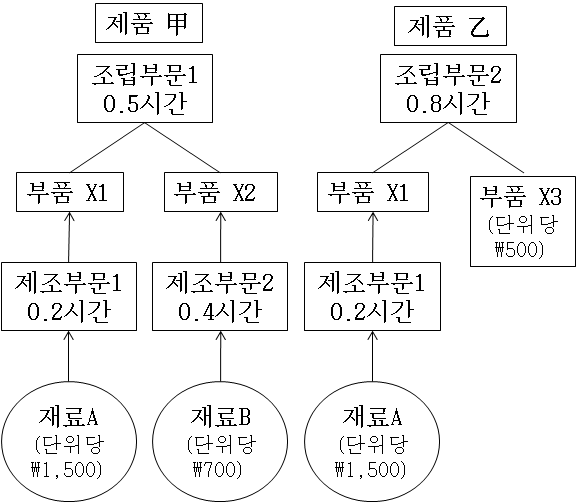 제품 甲
제품 乙
조립부문1
0.5시간
조립부문2
0.8시간
부품 X1
부품 X2
부품 X1
부품 X3
(단위당
₩500)
제조부문1
0.2시간
제조부문2
0.4시간
제조부문1
0.2시간
재료A
(단위당
₩1,500)
재료B
(단위당
₩700)
재료A
(단위당
₩1,500)